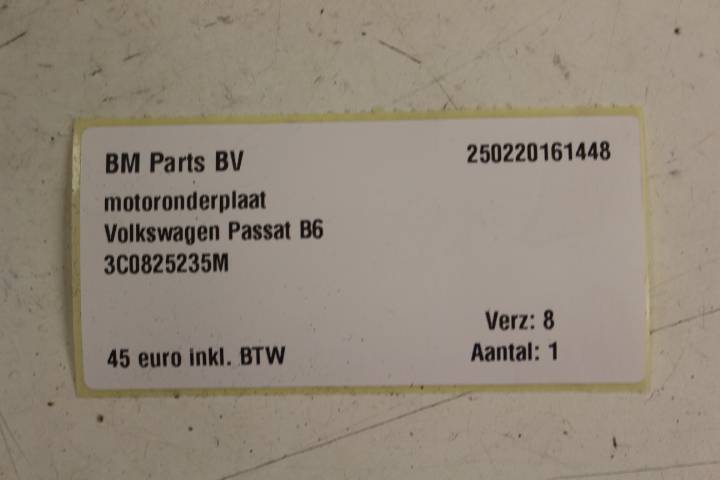 BM Parts BV 250220161448
motoronderplaat
Volkswagen Passat B6
3C0825235M
Verz: 8
45 euro inkl. BTW Aantal: 1